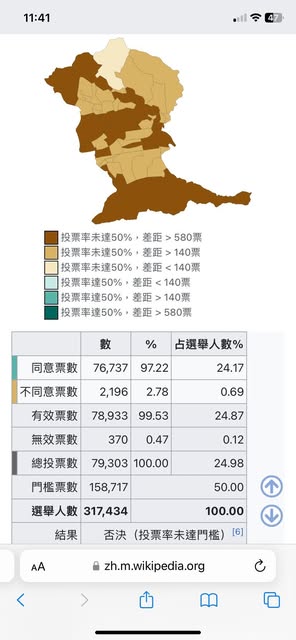 11:41
47
投票率未達50%，差距 > 580票
投票率未達50%，差距 > 140票
投票率未達50%，差距 < 140票
投票率達50%，差距 < 140票
投票率達50%，差距 > 140票
投票率達50%，差距 > 580票
數 % 占選舉人數%
同意票數 76,737 97.22 24.17
不同意票數 2,196 2.78 0.69
有效票數 78,933 99.53 24.87
無效票數 370 0.47 0.12
總投票數 79,303 100.00 24.98
門檻票數 158,717 50.00
選舉人數 317,434 100.00
結果 否決（投票率未達門檻）[6]
AA zh.m.wikipedia.org